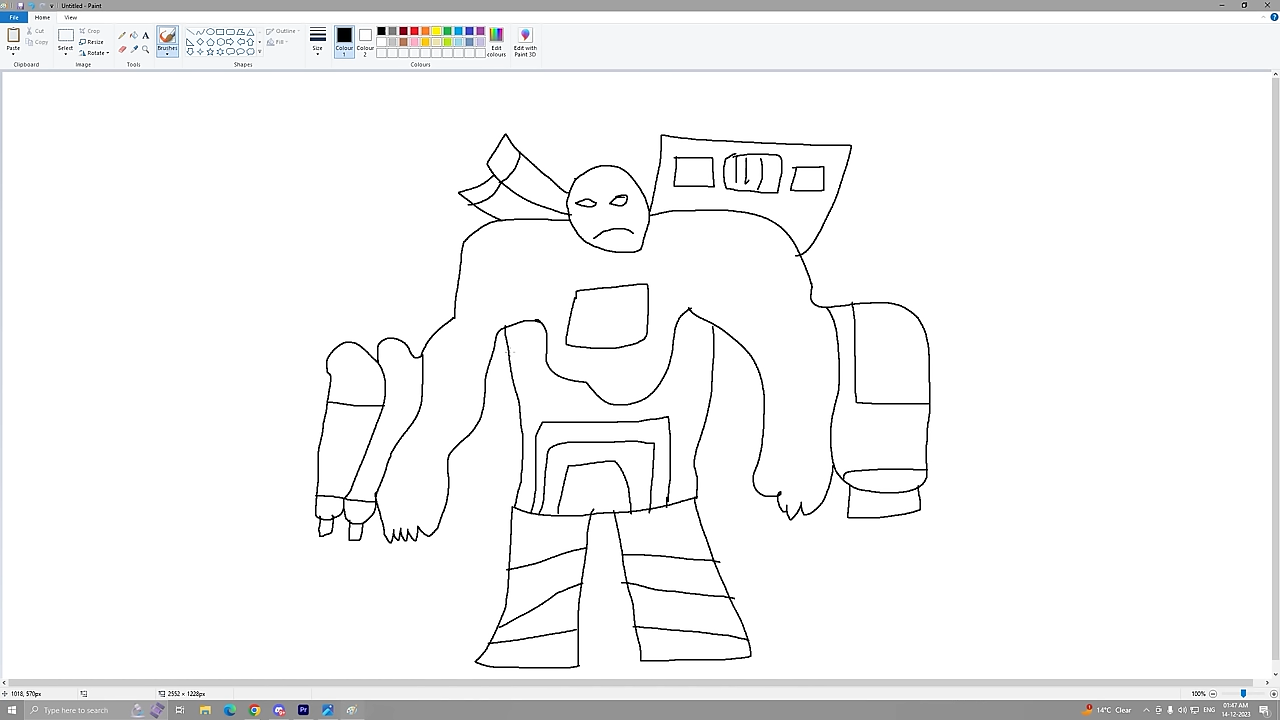 Untitled - Paint
File Home View
Paste
Cut
Copy
Clipboard
Select
Crop
Resize
Rotate
Image
A
Tools
Brushes
Outline
Fill
Shapes
Size
Colour 1
Colour 2
Edit colours
Edit with Paint 3D
Colours
1018, 570px
2552 × 1228px
100%
Type here to search
14°C Clear
ENG
01:47 AM
14-12-2023